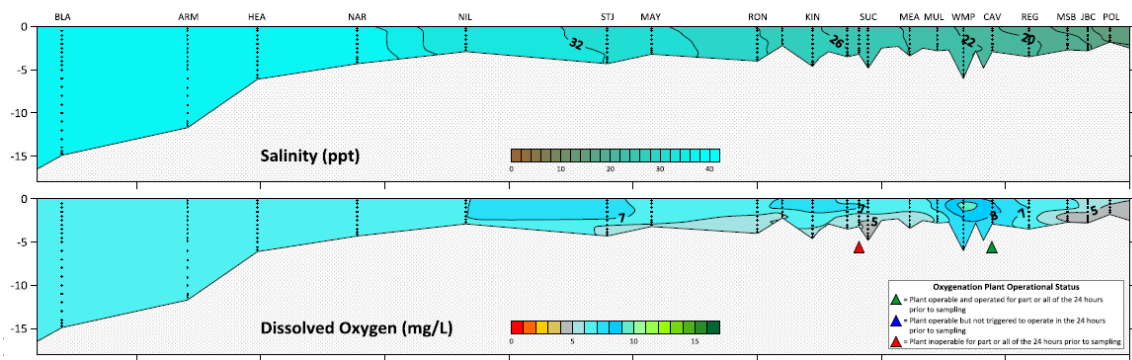 BLA ARM HEA NAR NIL STJ MAY RON KIN SUC MEA MUL WMP CAV REG MSB JBC POL
0
32
26
22
20
-5
-10
-15
Salinity (ppt)
0 10 20 30 40
0
7
7
8
7
5
5
-5
-10
-15
Dissolved Oxygen (mg/L)
0 5 10 15
Oxygenation Plant Operational Status
= Plant operable and operated for part or all of the 24 hours
prior to sampling
= Plant operable but not triggered to operate in the 24 hours
prior to sampling
= Plant inoperable for part or all of the 24 hours prior to sampling